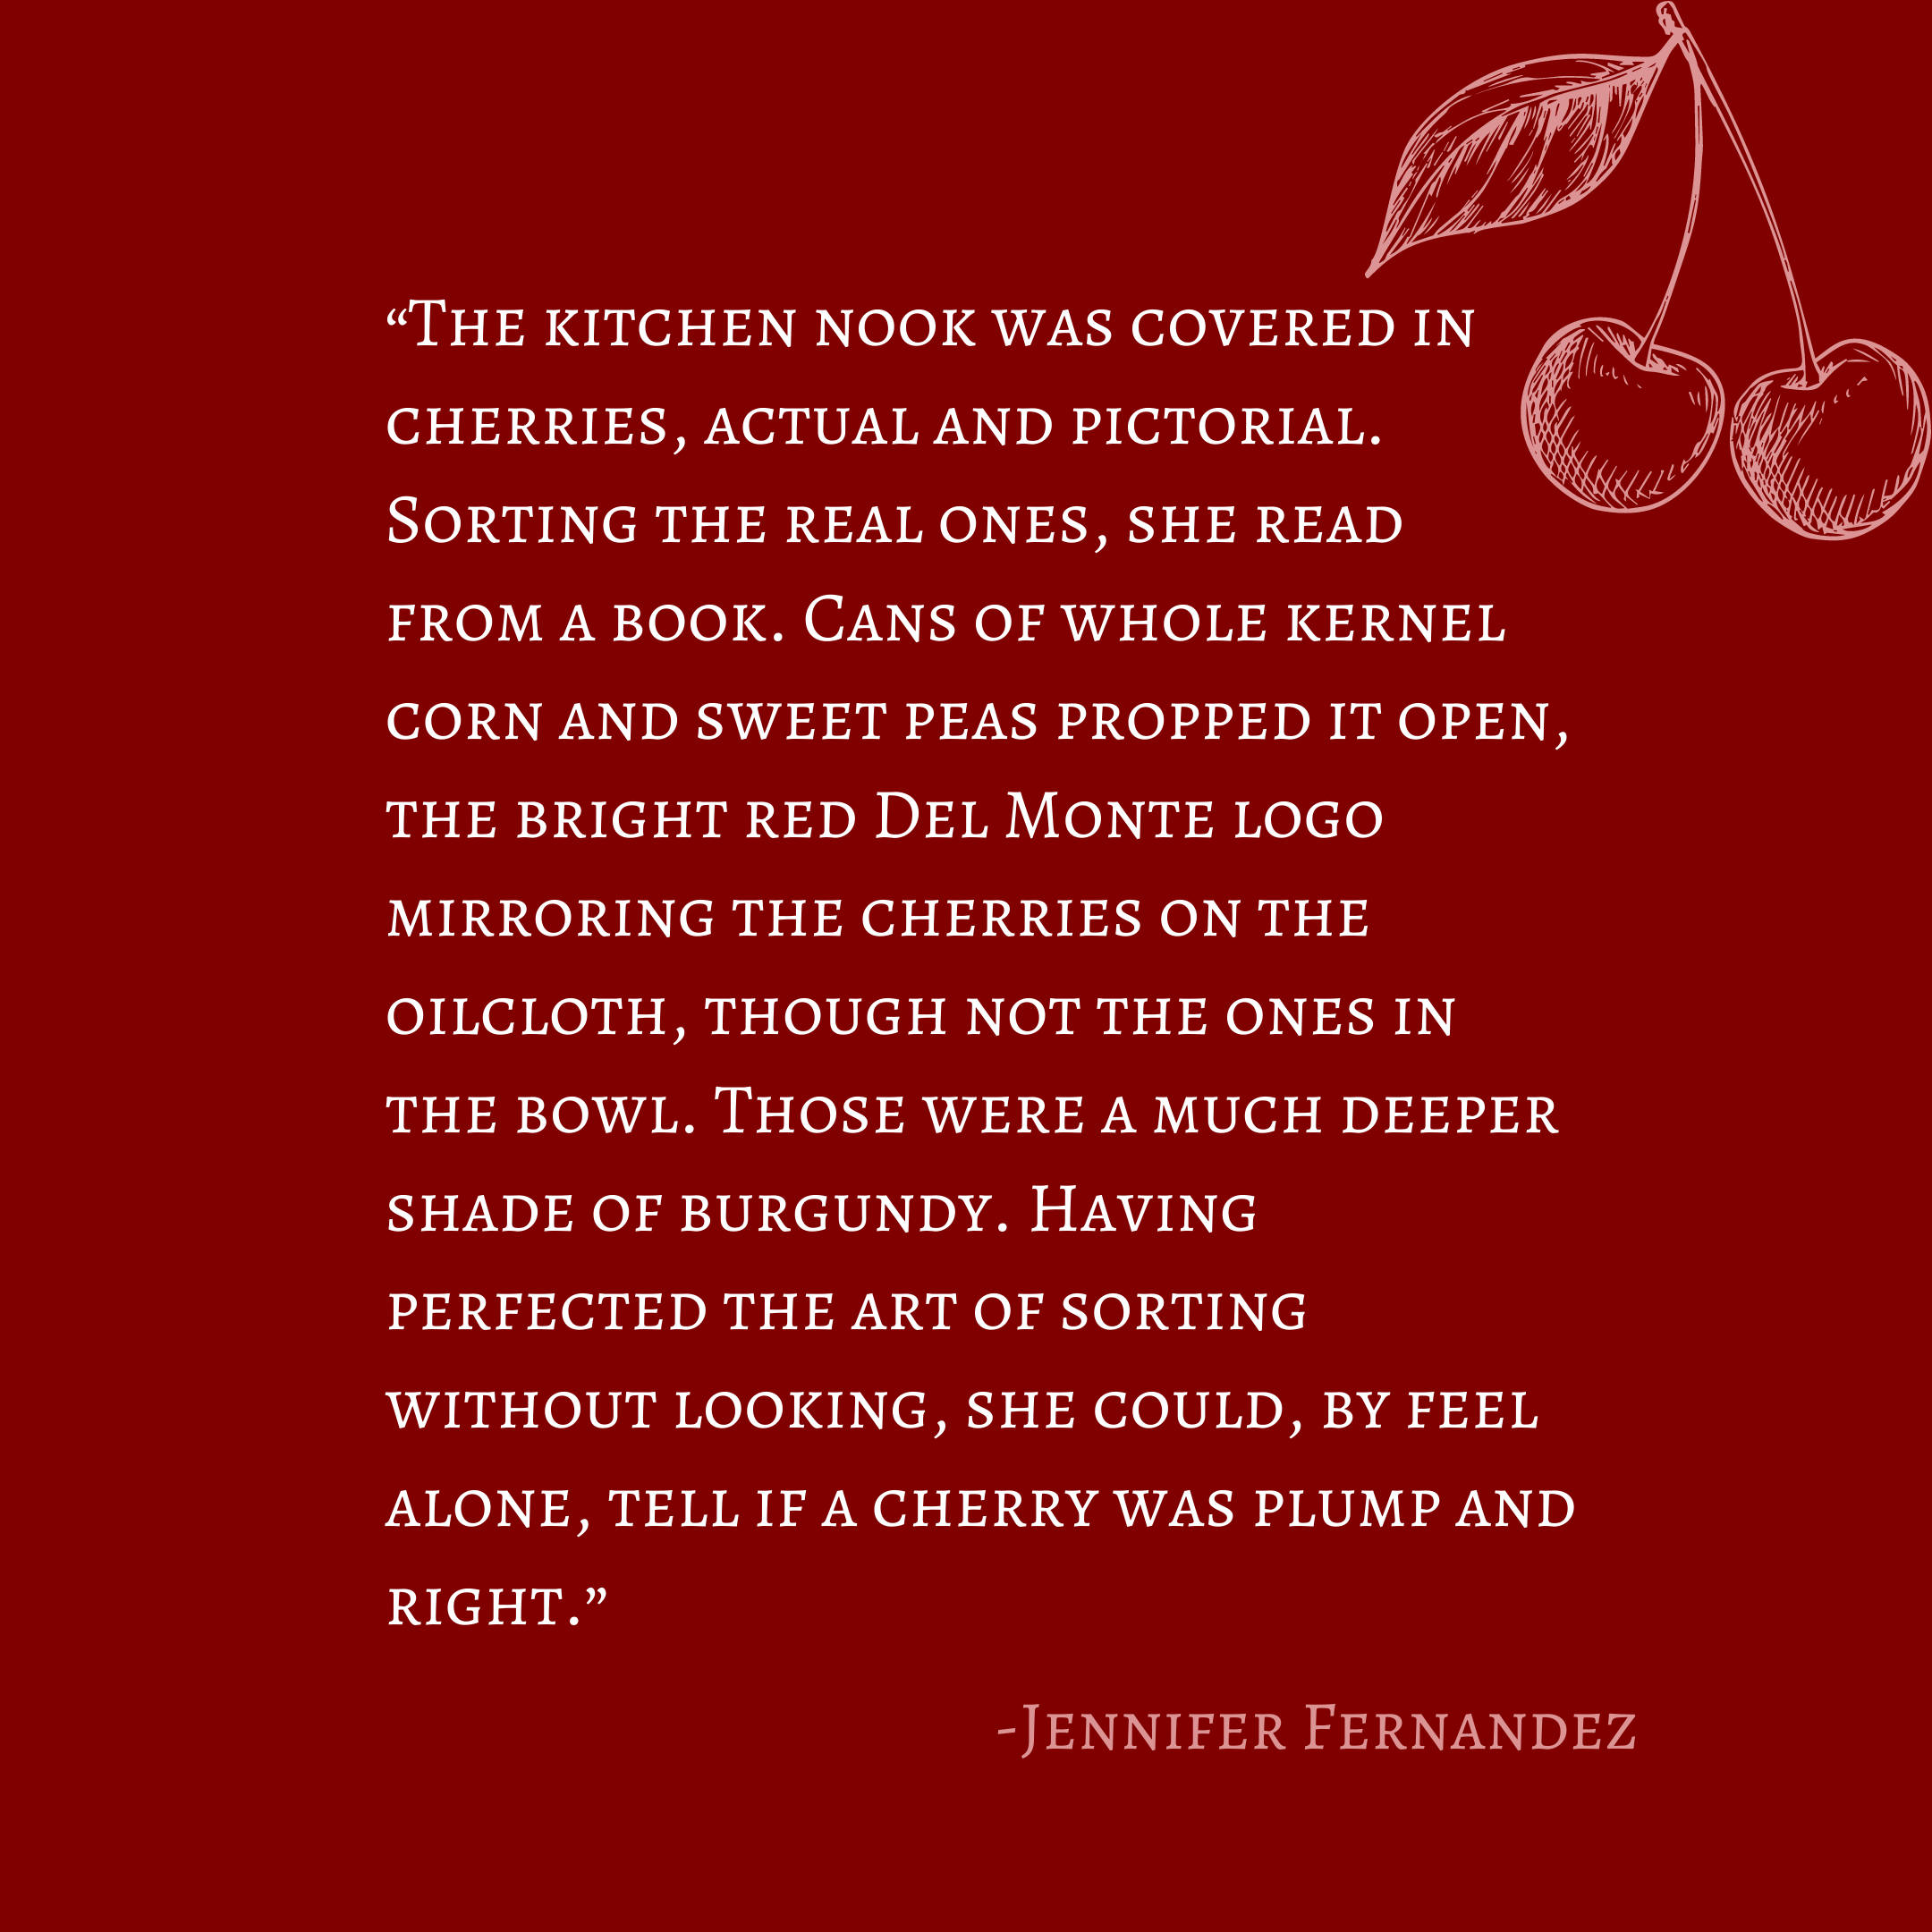 “The kitchen nook was covered in
cherries, actual and pictorial.
Sorting the real ones, she read
from a book. Cans of whole kernel
corn and sweet peas propped it open,
the bright red Del Monte logo
mirroring the cherries on the
oilcloth, though not the ones in
the bowl. Those were a much deeper
shade of burgundy. Having
perfected the art of sorting
without looking, she could, by feel
alone, tell if a cherry was plump and
right.”
-Jennifer Fernandez